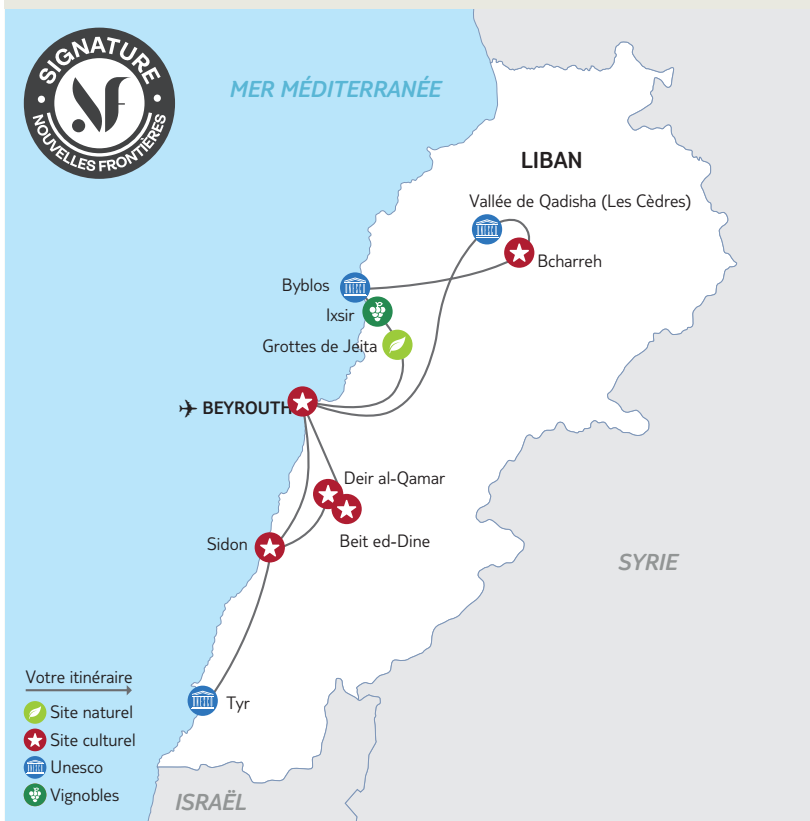 SIGNATURE
NF
NOUVELLES FRONTIÈRES
MER MÉDITERRANÉE
LIBAN
Vallée de Qadisha (Les Cèdres)
Bcharreh
Byblos
Ixsir
Grottes de Jeita
BEYROUTH
Deir al-Qamar
Beit ed-Dine
Sidon
SYRIE
Tyr
Votre itinéraire
Site naturel
Site culturel
Unesco
Vignobles
ISRAËL